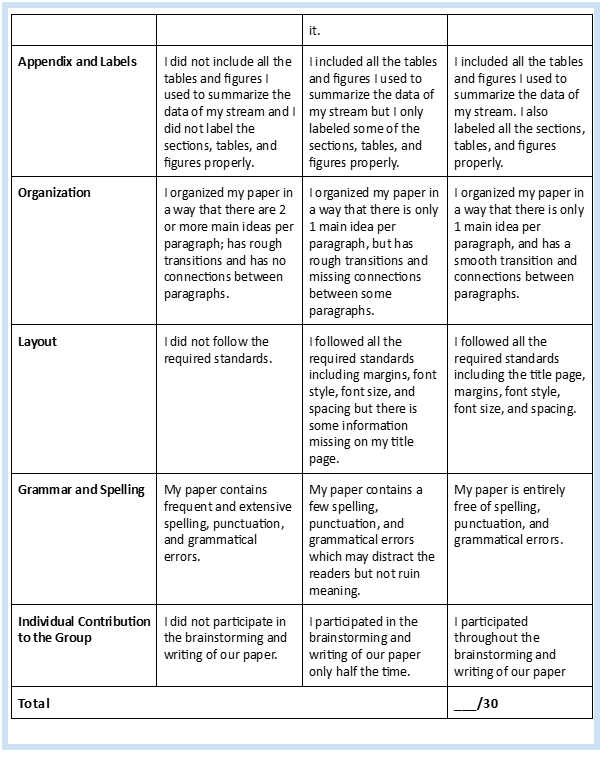 it.
Appendix and Labels
I did not include all the
tables and figures I
used to summarize the
data of my stream and I
did not label the
sections, tables, and
figures properly.
I included all the tables
and figures I used to
summarize the data of
my stream but I only
labeled some of the
sections, tables, and
figures properly.
I included all the tables
and figures I used to
summarize the data of
my stream. I also
labeled all the sections,
tables, and figures
properly.
Organization
I organized my paper in
a way that there are 2
or more main ideas per
paragraph; has rough
transitions and has no
connections between
paragraphs.
I organized my paper in
a way that there is only
1 main idea per
paragraph, but has
rough transitions and
missing connections
between some
paragraphs.
I organized my paper in
a way that there is only
1 main idea per
paragraph, and has a
smooth transition and
connections between
paragraphs.
Layout
I did not follow the
required standards.
I followed all the
required standards
including margins, font
style, font size, and
spacing but there is
some information
missing on my title
page.
I followed all the
required standards
including the title page,
margins, font style,
font size, and spacing.
Grammar and Spelling
My paper contains
frequent and extensive
spelling, punctuation,
and grammatical
errors.
My paper contains a
few spelling,
punctuation, and
grammatical errors
which may distract the
readers but not ruin
meaning.
My paper is entirely
free of spelling,
punctuation, and
grammatical errors.
Individual Contribution
to the Group
I did not participate in
the brainstorming and
writing of our paper.
I participated in the
brainstorming and
writing of our paper
only half the time.
I participated
throughout the
brainstorming and
writing of our paper
Total
___/30